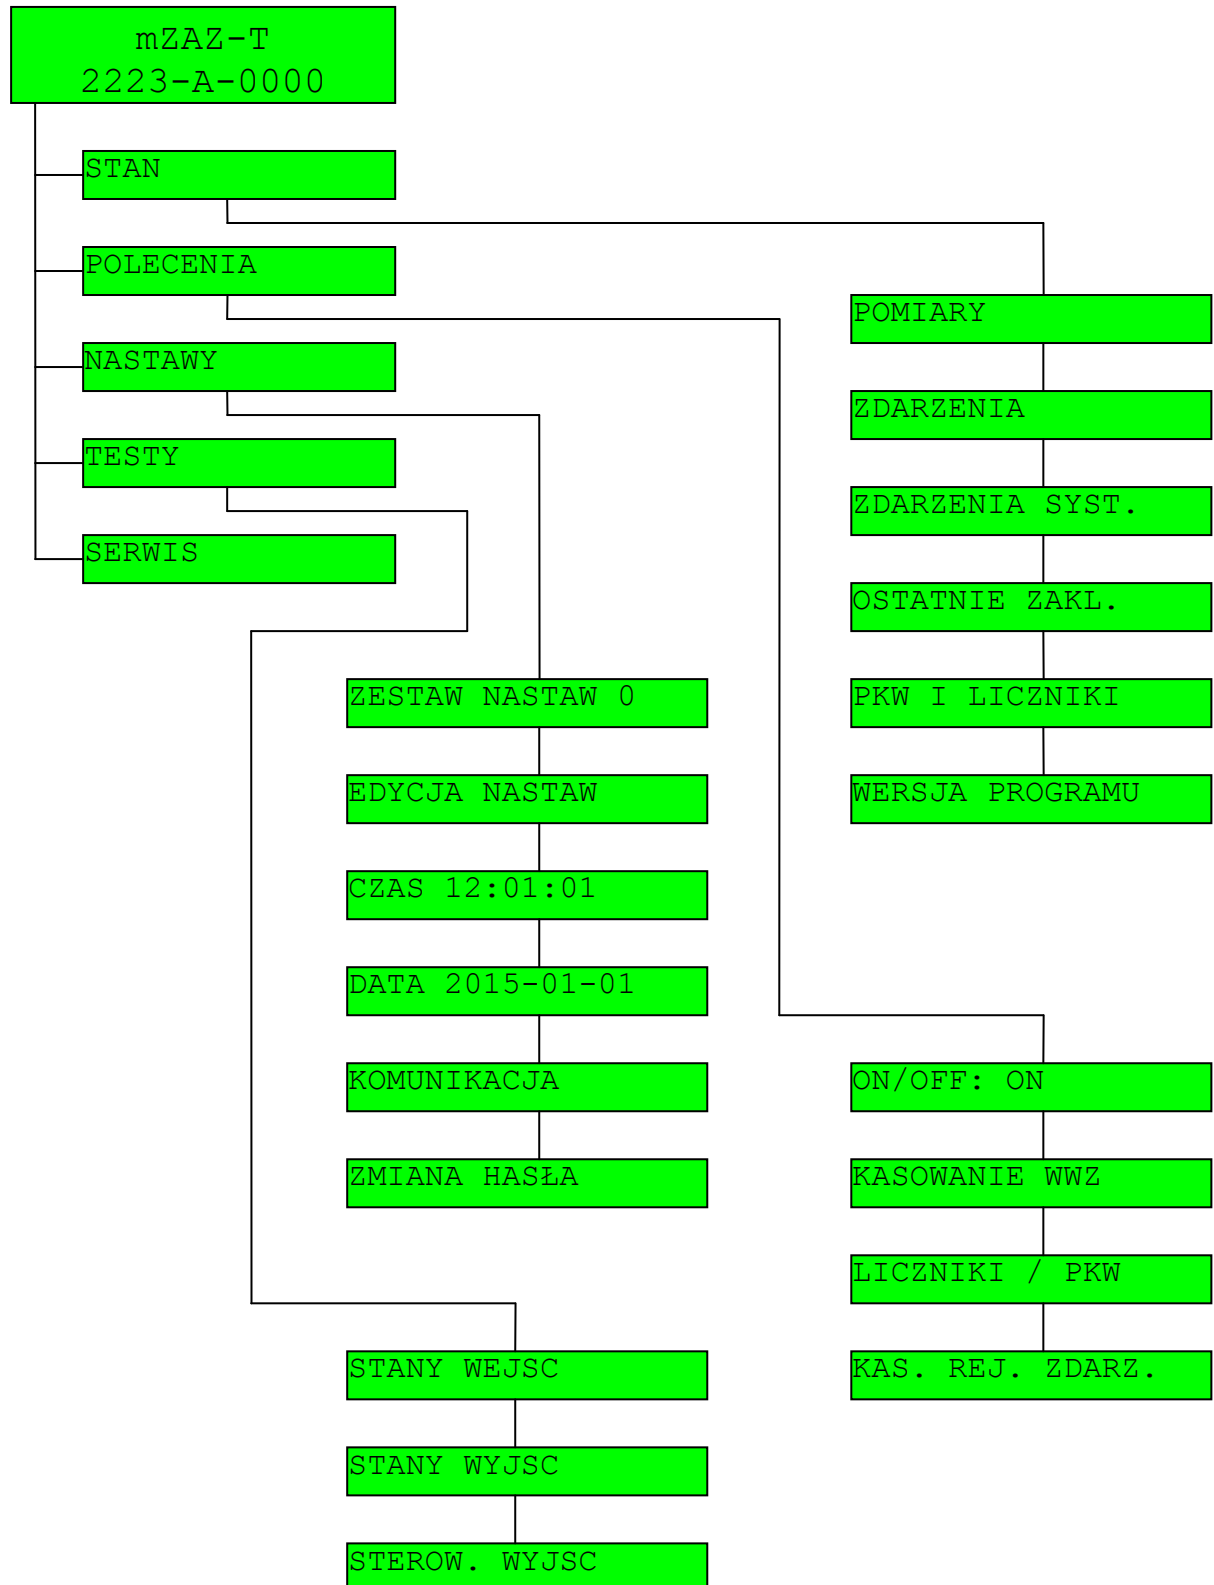 mZAZ-T
2223-A-0000
STAN
POLECENIA
NASTAWY
TESTY
SERWIS
POMIARY
ZDARZENIA
ZDARZENIA SYST.
OSTATNIE ZAKL.
PKW I LICZNIKI
WERSJA PROGRAMU
ZESTAW NASTAW 0
EDYCJA NASTAW
CZAS 12:01:01
DATA 2015-01-01
KOMUNIKACJA
ZMIANA HASŁA
ON/OFF: ON
KASOWANIE WWZ
LICZNIKI / PKW
KAS. REJ. ZDARZ.
STANY WEJSC
STANY WYJSC
STEROW. WYJSC